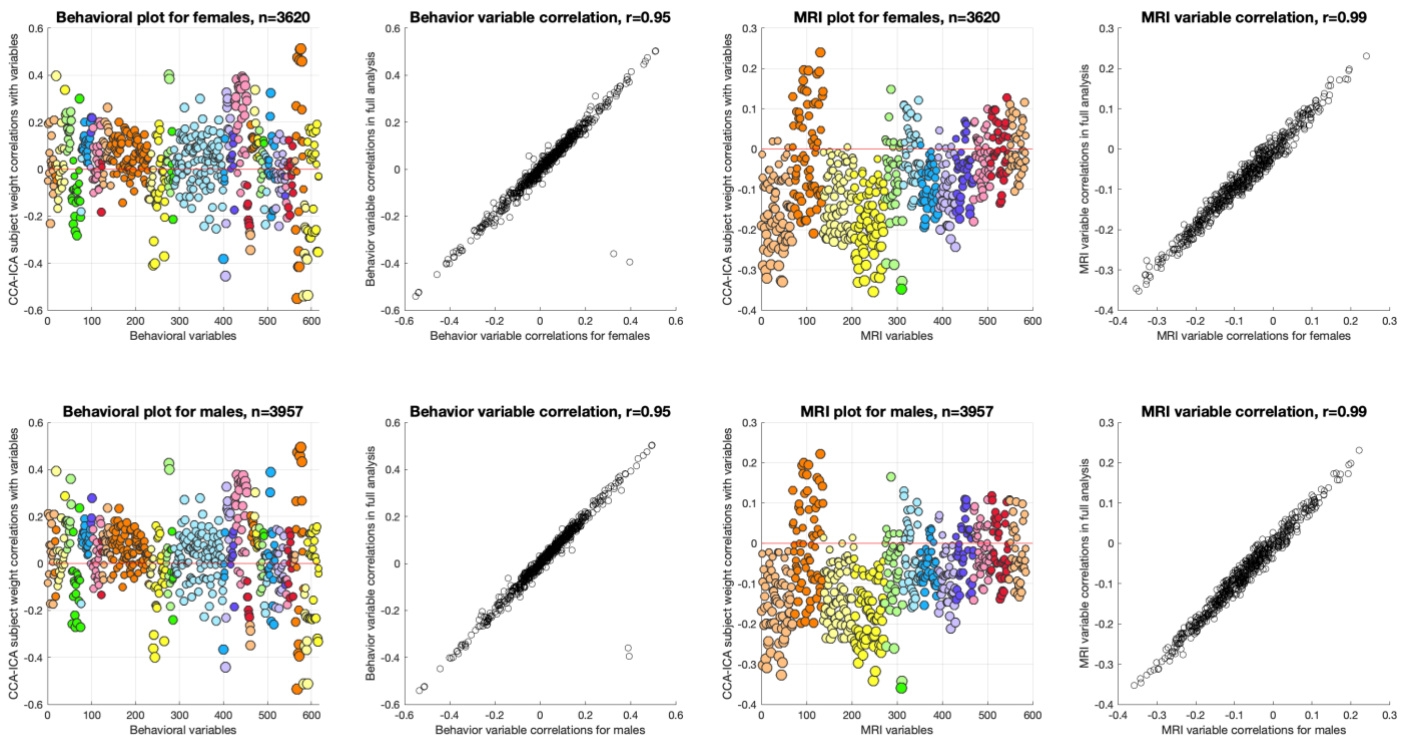 Behavioral plot for females, n=3620
CCA-ICA subject weight correlations with variables
0.6
0.4
0.2
0
-0.2
-0.4
-0.6
0 100 200 300 400 500 600
Behavioral variables
Behavior variable correlation, r=0.95
Behavior variable correlations in full analysis
0.6
0.4
0.2
0
-0.2
-0.4
-0.6
-0.6 -0.4 -0.2 0.0 0.2 0.4 0.6
Behavior variable correlations for females
MRI plot for females, n=3620
CCA-ICA subject weight correlations with variables
0.3
0.2
0.1
0
-0.1
-0.2
-0.3
-0.4
0 100 200 300 400 500 600
MRI variables
MRI variable correlation, r=0.99
MRI variable correlations in full analysis
0.3
0.2
0.1
0
-0.1
-0.2
-0.3
-0.4
-0.4 -0.3 -0.2 -0.1 0.0 0.1 0.2 0.3
MRI variable correlations for females
Behavioral plot for males, n=3957
CCA-ICA subject weight correlations with variables
0.6
0.4
0.2
0
-0.2
-0.4
-0.6
0 100 200 300 400 500 600
Behavioral variables
Behavior variable correlation, r=0.95
Behavior variable correlations in full analysis
0.6
0.4
0.2
0
-0.2
-0.4
-0.6
-0.6 -0.4 -0.2 0.0 0.2 0.4 0.6
Behavior variable correlations for males
MRI plot for males, n=3957
CCA-ICA subject weight correlations with variables
0.3
0.2
0.1
0
-0.1
-0.2
-0.3
-0.4
0 100 200 300 400 500 600
MRI variables
MRI variable correlation, r=0.99
MRI variable correlations in full analysis
0.3
0.2
0.1
0
-0.1
-0.2
-0.3
-0.4
-0.4 -0.3 -0.2 -0.1 0.0 0.1 0.2 0.3
MRI variable correlations for males